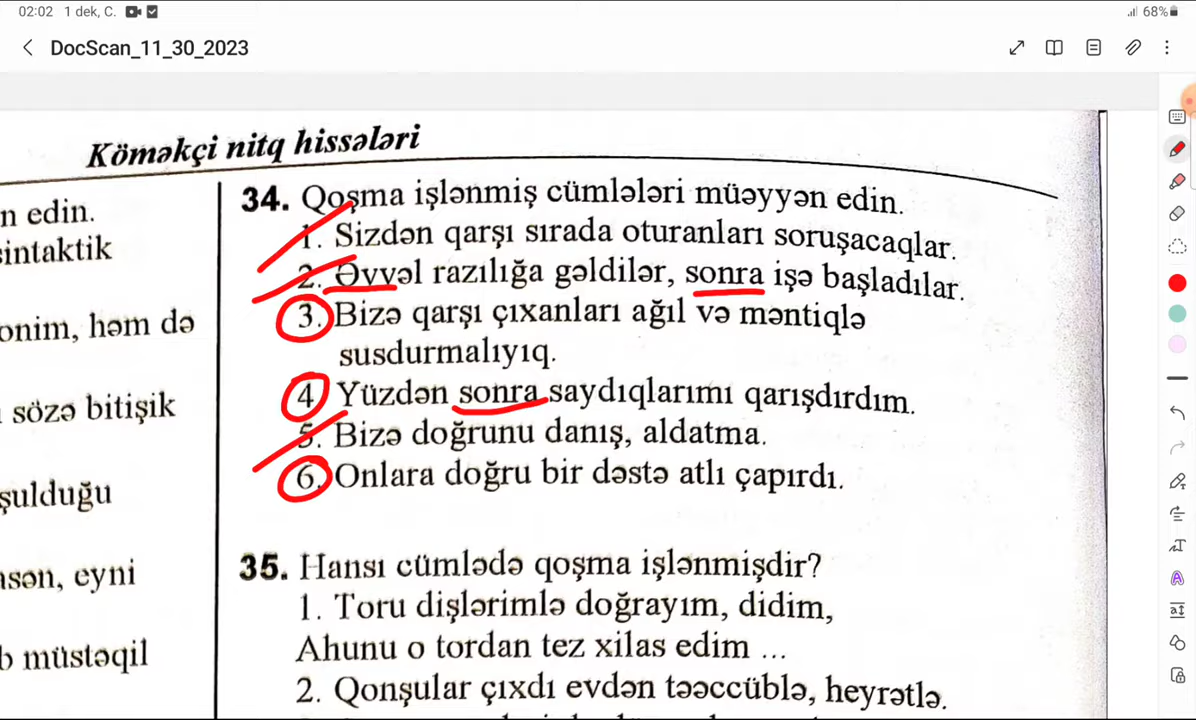 02:02 1 dek, C. 68%
DocScan_11_30_2023
Köməkçi nitq hissələri
n edin.
sintaktik
onim, həm də
sözə bitişik
şulduğu
eyni
müstəqil
34. Qoşma işlənmiş cümlələri müəyyən edin.
1. Sizdən qarşı sırada oturanları soruşacaqlar.
2. Əvvəl razılığa gəldilər, sonra işə başladılar.
3. Bizə qarşı çıxanları ağıl və məntiqlə
susdurmalıyıq.
4. Yüzdən sonra saydıqlarımı qarışdırdım.
5. Bizə doğrunu danış, aldatma.
6. Onlara doğru bir dəstə atlı çapırdı.
35. Hansı cümlədə qoşma işlənmişdir?
1. Toru dişlərimlə doğrayım, didim,
Ahunu o tordan tez xilas edim ...
2. Qonşular çıxdı evdən təəccüblə, heyrətlə.